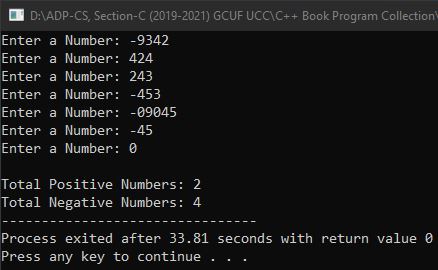 D:\ADP-CS, Section-C (2019-2021) GCUF UCC\C++ Book Program Collection\
Enter a Number: -9342
Enter a Number: 424
Enter a Number: 243
Enter a Number: -453
Enter a Number: -09045
Enter a Number: -45
Enter a Number: 0
Total Positive Numbers: 2
Total Negative Numbers: 4
--------------------------------
Process exited after 33.81 seconds with return value 0
Press any key to continue . . .